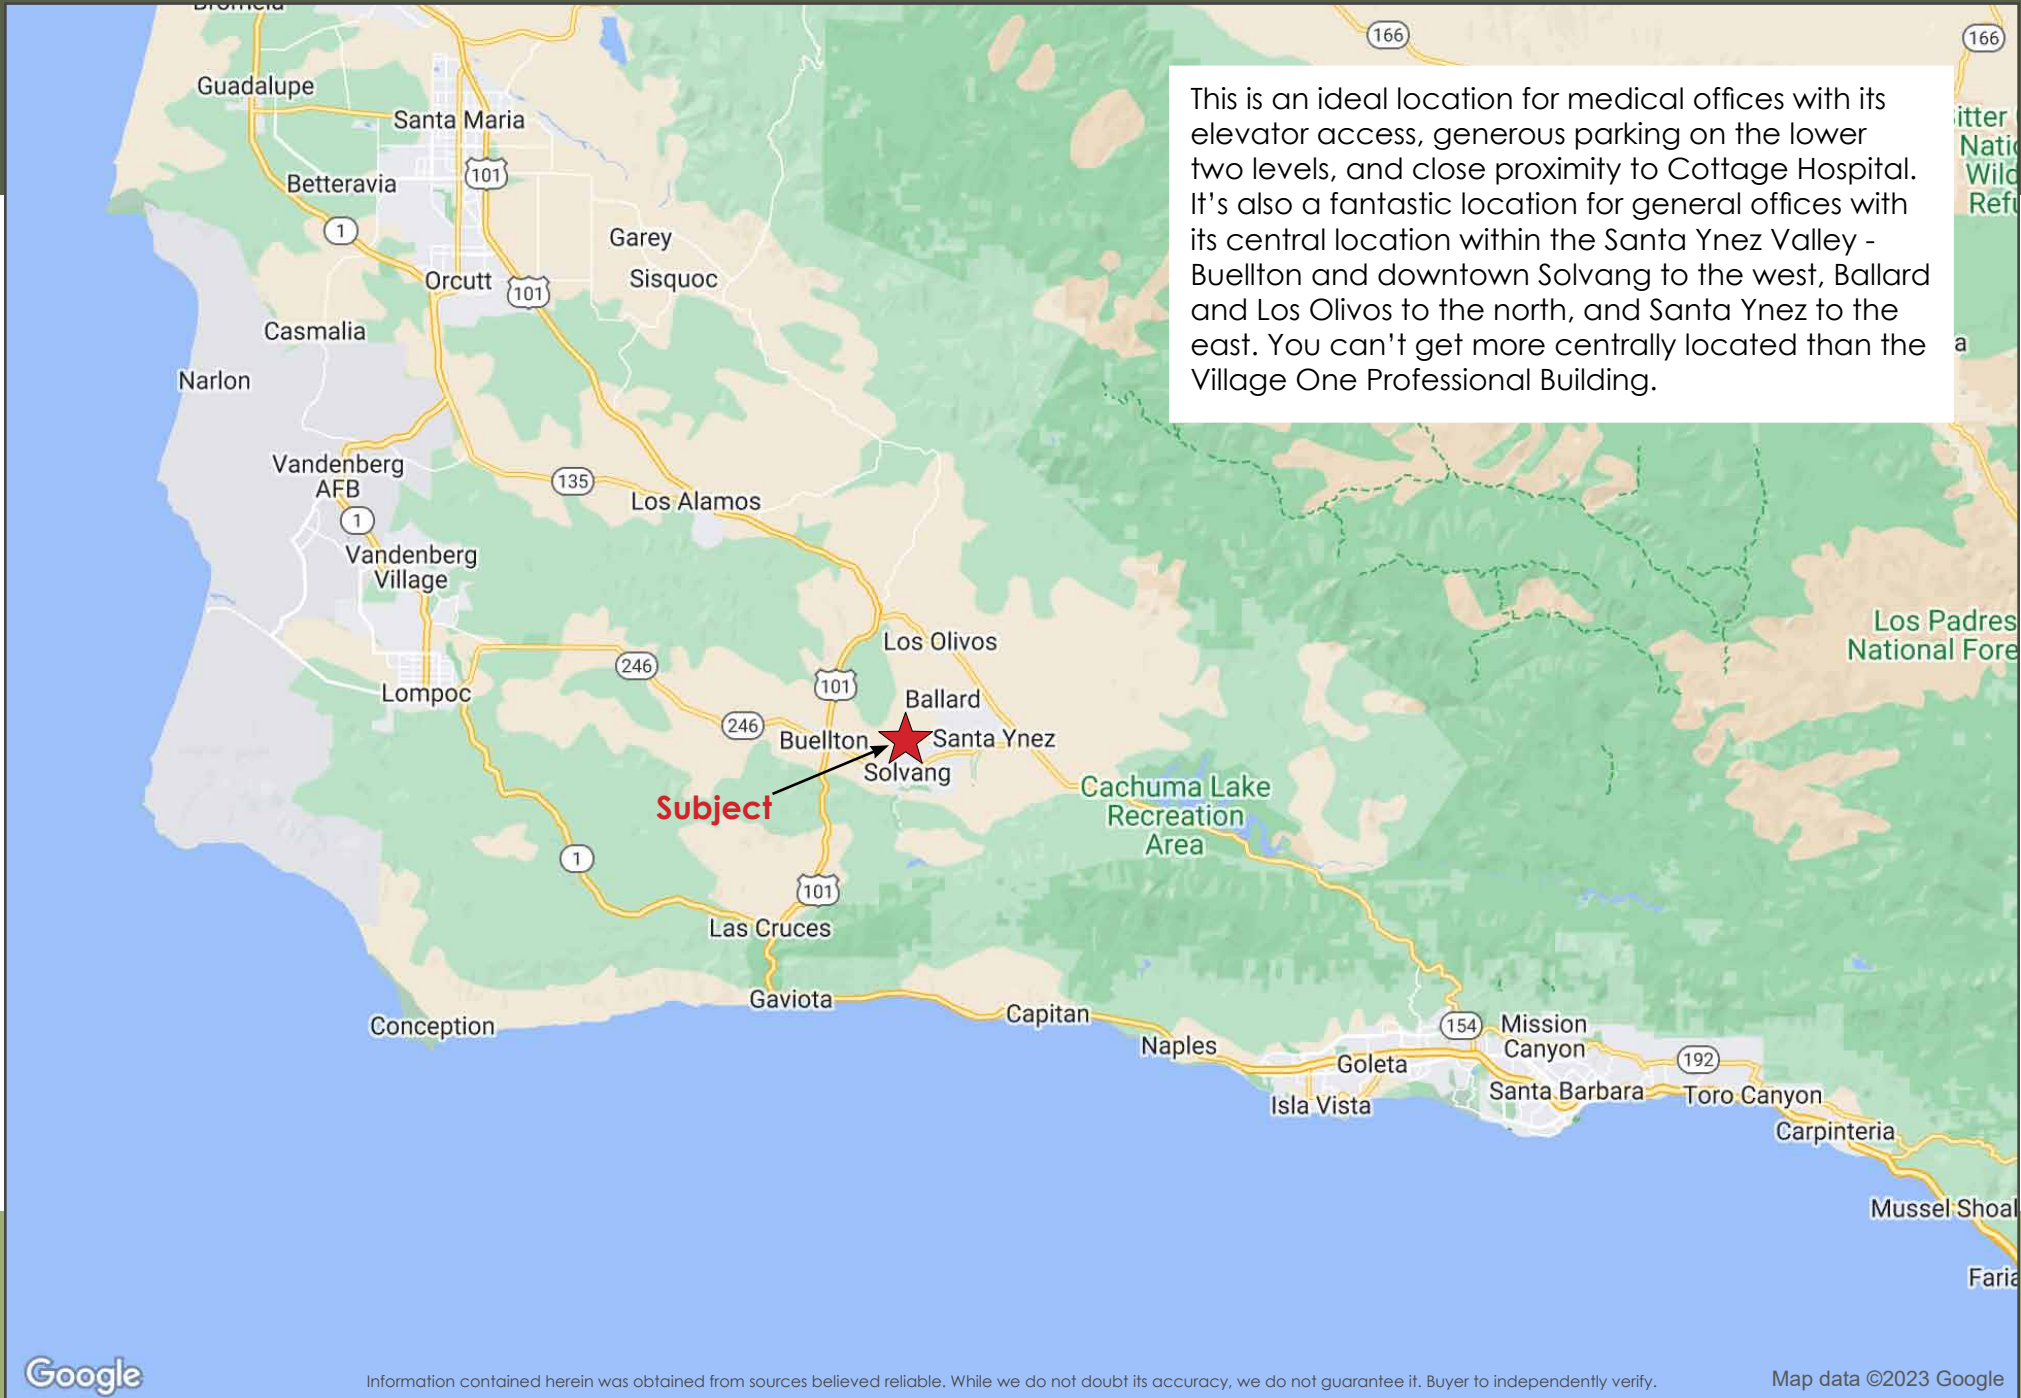 166
166
Guadalupe
Santa Maria
This is an ideal location for medical offices with its
elevator access, generous parking on the lower
two levels, and close proximity to Cottage Hospital.
It's also a fantastic location for general offices with
its central location within the Santa Ynez Valley -
Buellton and downtown Solvang to the west, Ballard
and Los Olivos to the north, and Santa Ynez to the
east. You can't get more centrally located than the
Village One Professional Building.
101
Betteravia
1
Garey
Orcutt
101
Sisquoc
Casmalia
Narlon
Vandenberg
AFB
135
Los Alamos
1
Vandenberg
Village
Los Padres
National Fore
Los Olivos
246
101
Lompoc
Ballard
246
Buellton
Santa Ynez
Solvang
Subject
Cachuma Lake
Recreation
Area
1
101
Las Cruces
Gaviota
Capitan
Conception
154
Mission
Canyon
Naples
Goleta
192
Santa Barbara
Toro Canyon
Isla Vista
Carpinteria
Mussel Shoal
Faria
Google
Information contained herein was obtained from sources believed reliable. While we do not doubt its accuracy, we do not guarantee it. Buyer to independently verify.
Map data ©2023 Google